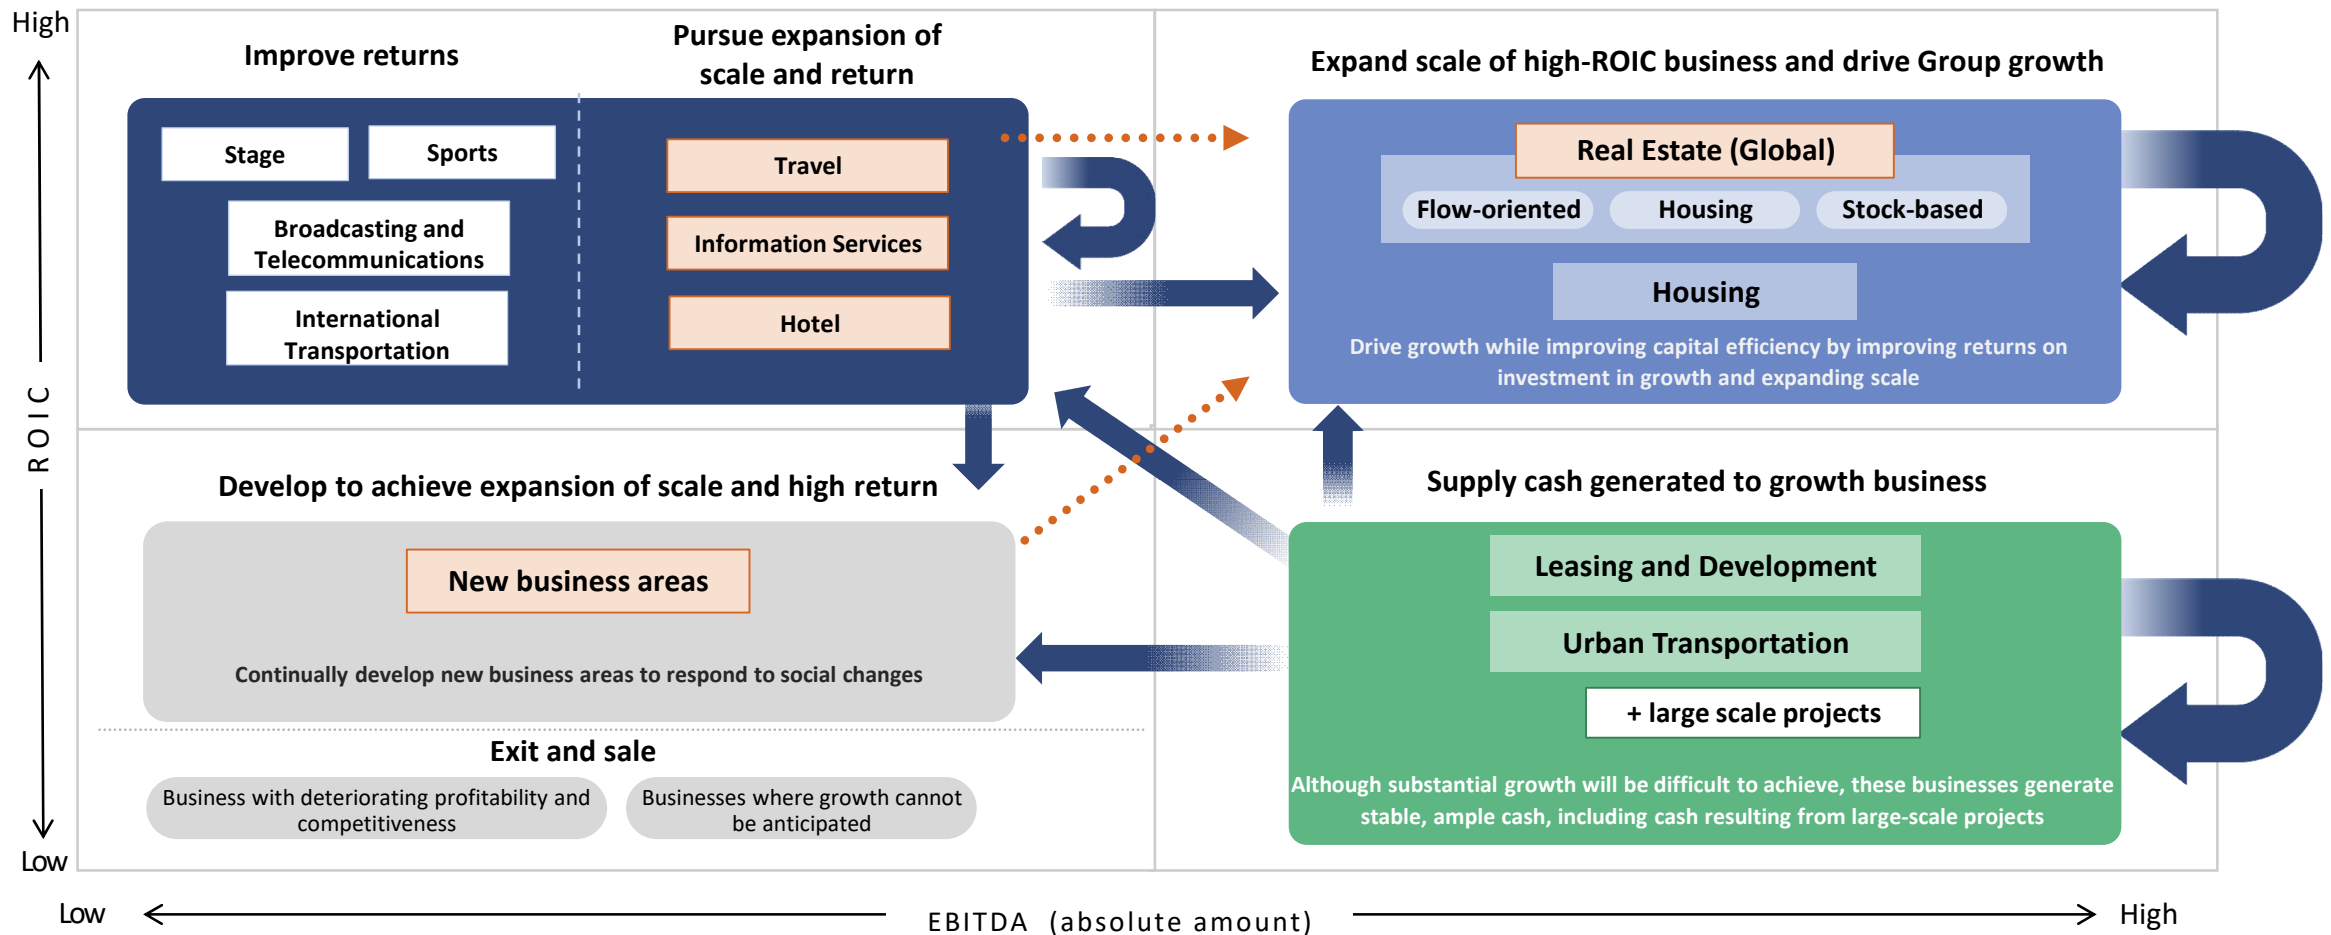 High
Improve returns
Pursue expansion of
scale and return
Stage
Sports
Broadcasting and
Telecommunications
International
Transportation
Travel
Information Services
Hotel
Expand scale of high-ROIC business and drive Group growth
Real Estate (Global)
Flow-oriented
Housing
Stock-based
Housing
Drive growth while improving capital efficiency by improving returns on
investment in growth and expanding scale
ROIC
Develop to achieve expansion of scale and high return
New business areas
Continually develop new business areas to respond to social changes
Exit and sale
Business with deteriorating profitability and
competitiveness
Businesses where growth cannot
be anticipated
Supply cash generated to growth business
Leasing and Development
Urban Transportation
+ large scale projects
Although substantial growth will be difficult to achieve, these businesses generate
stable, ample cash, including cash resulting from large-scale projects
Low
Low
EBITDA (absolute amount)
High